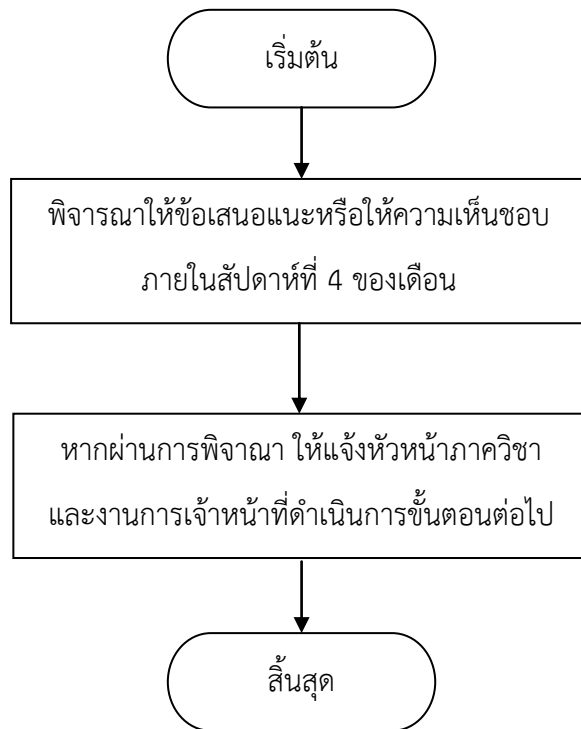 เริ่มต้น
พิจารณาให้ข้อเสนอแนะหรือให้ความเห็นชอบ
ภายในสัปดาห์ที่ 4 ของเดือน
หากผ่านการพิจาณา ให้แจ้งหัวหน้าภาควิชา
และงานการเจ้าหน้าที่ดำเนินการขั้นตอนต่อไป
สิ้นสุด